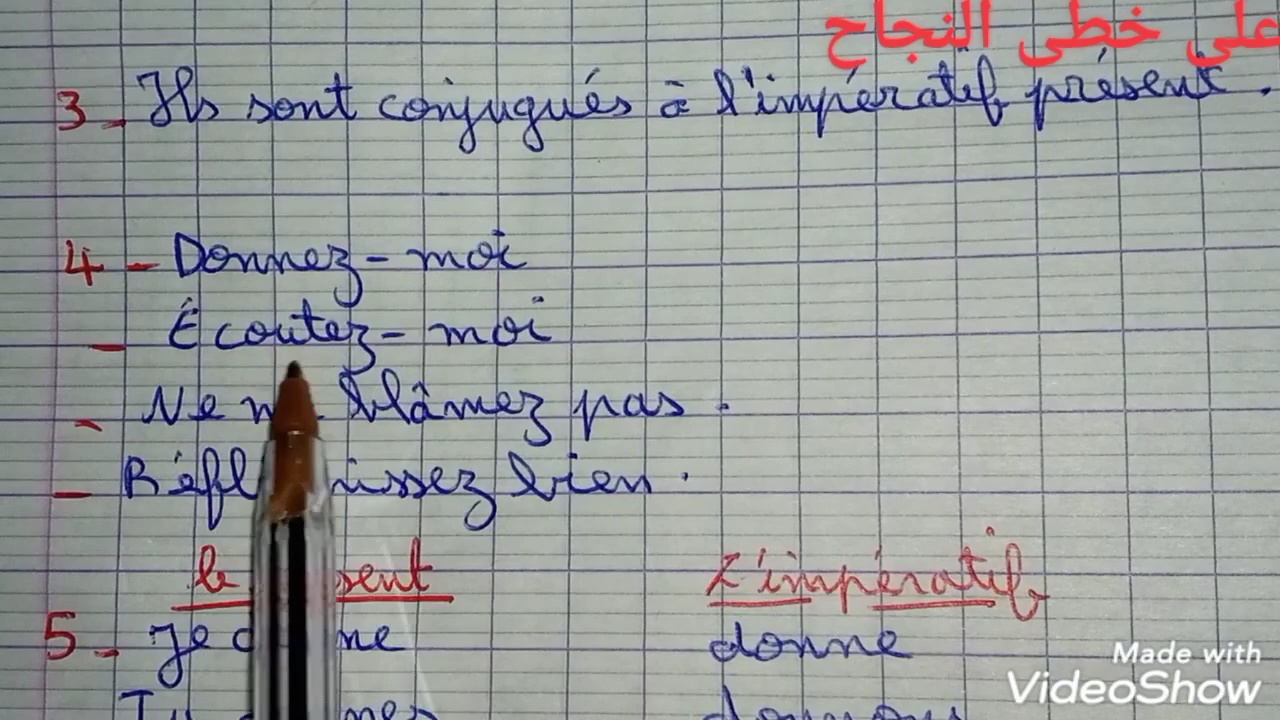 على خطى النجاح
3 - Ils sont conjugués à l'impératif présent.
4 - Donnez-moi
- Écoutez-moi
- Ne blâmez pas.
- bien.
L'impératif
5 - Je donne
Tu
Made with
VideoShow